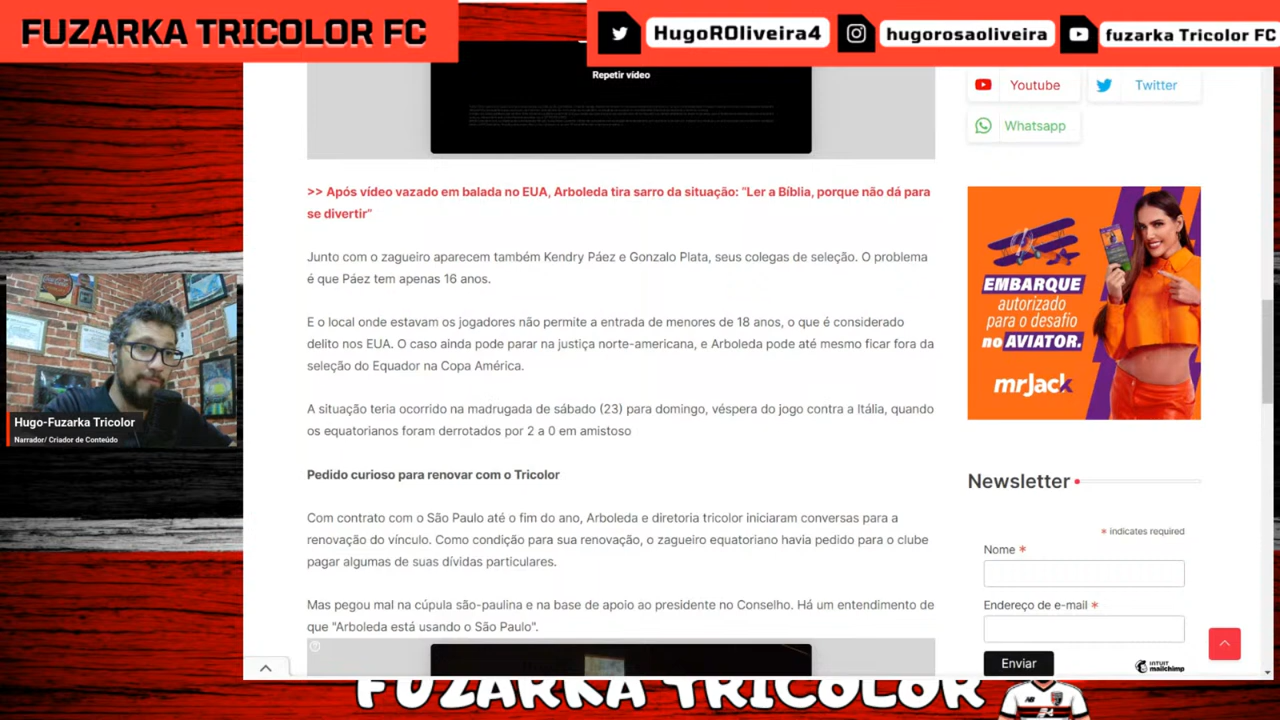 FUZARKA TRICOLOR FC
HugoROliveira4
hugorosaoliveira
fuzarka Tricolor FC
Repetir vídeo
>> Após vídeo vazado em balada no EUA, Arboleda tira sarro da situação: “Ler a Bíblia, porque não dá para
se divertir”
Junto com o zagueiro aparecem também Kendry Páez e Gonzalo Plata, seus colegas de seleção. O problema
é que Páez tem apenas 16 anos.
E o local onde estavam os jogadores não permite a entrada de menores de 18 anos, o que é considerado
delito nos EUA. O caso ainda pode parar na justiça norte-americana, e Arboleda pode até mesmo ficar fora da
seleção do Equador na Copa América.
A situação teria ocorrido na madrugada de sábado (23) para domingo, véspera do jogo contra a Itália, quando
os equatorianos foram derrotados por 2 a 0 em amistoso
Pedido curioso para renovar com o Tricolor
Com contrato com o São Paulo até o fim do ano, Arboleda e diretoria tricolor iniciaram conversas para a
renovação do vínculo. Como condição para sua renovação, o zagueiro equatoriano havia pedido para o clube
pagar algumas de suas dívidas particulares.
Mas pegou mal na cúpula são-paulina e na base de apoio ao presidente no Conselho. Há um entendimento de
que "Arboleda está usando o São Paulo".
Youtube
Twitter
Whatsapp
EMBARQUE
autorizado
para o desafio
no AVIATOR.
mrJack
Newsletter
* indicates required
Nome *
Endereço de e-mail *
Enviar
INTUIT
mailchimp
Hugo-Fuzarka Tricolor
Narrador/ Criador de Conteúdo
FUZARKA TRICOLOR